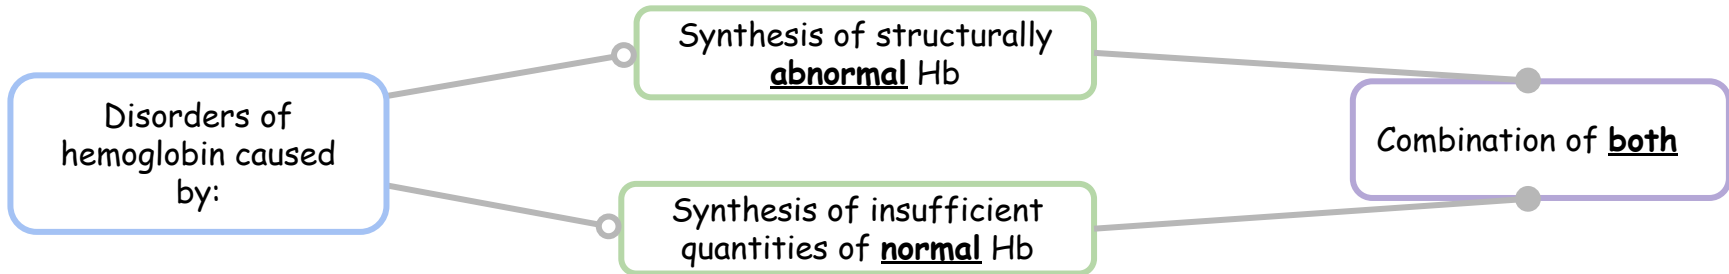 Disorders of
hemoglobin caused
by:
Synthesis of structurally
abnormal Hb
Synthesis of insufficient
quantities of normal Hb
Combination of both